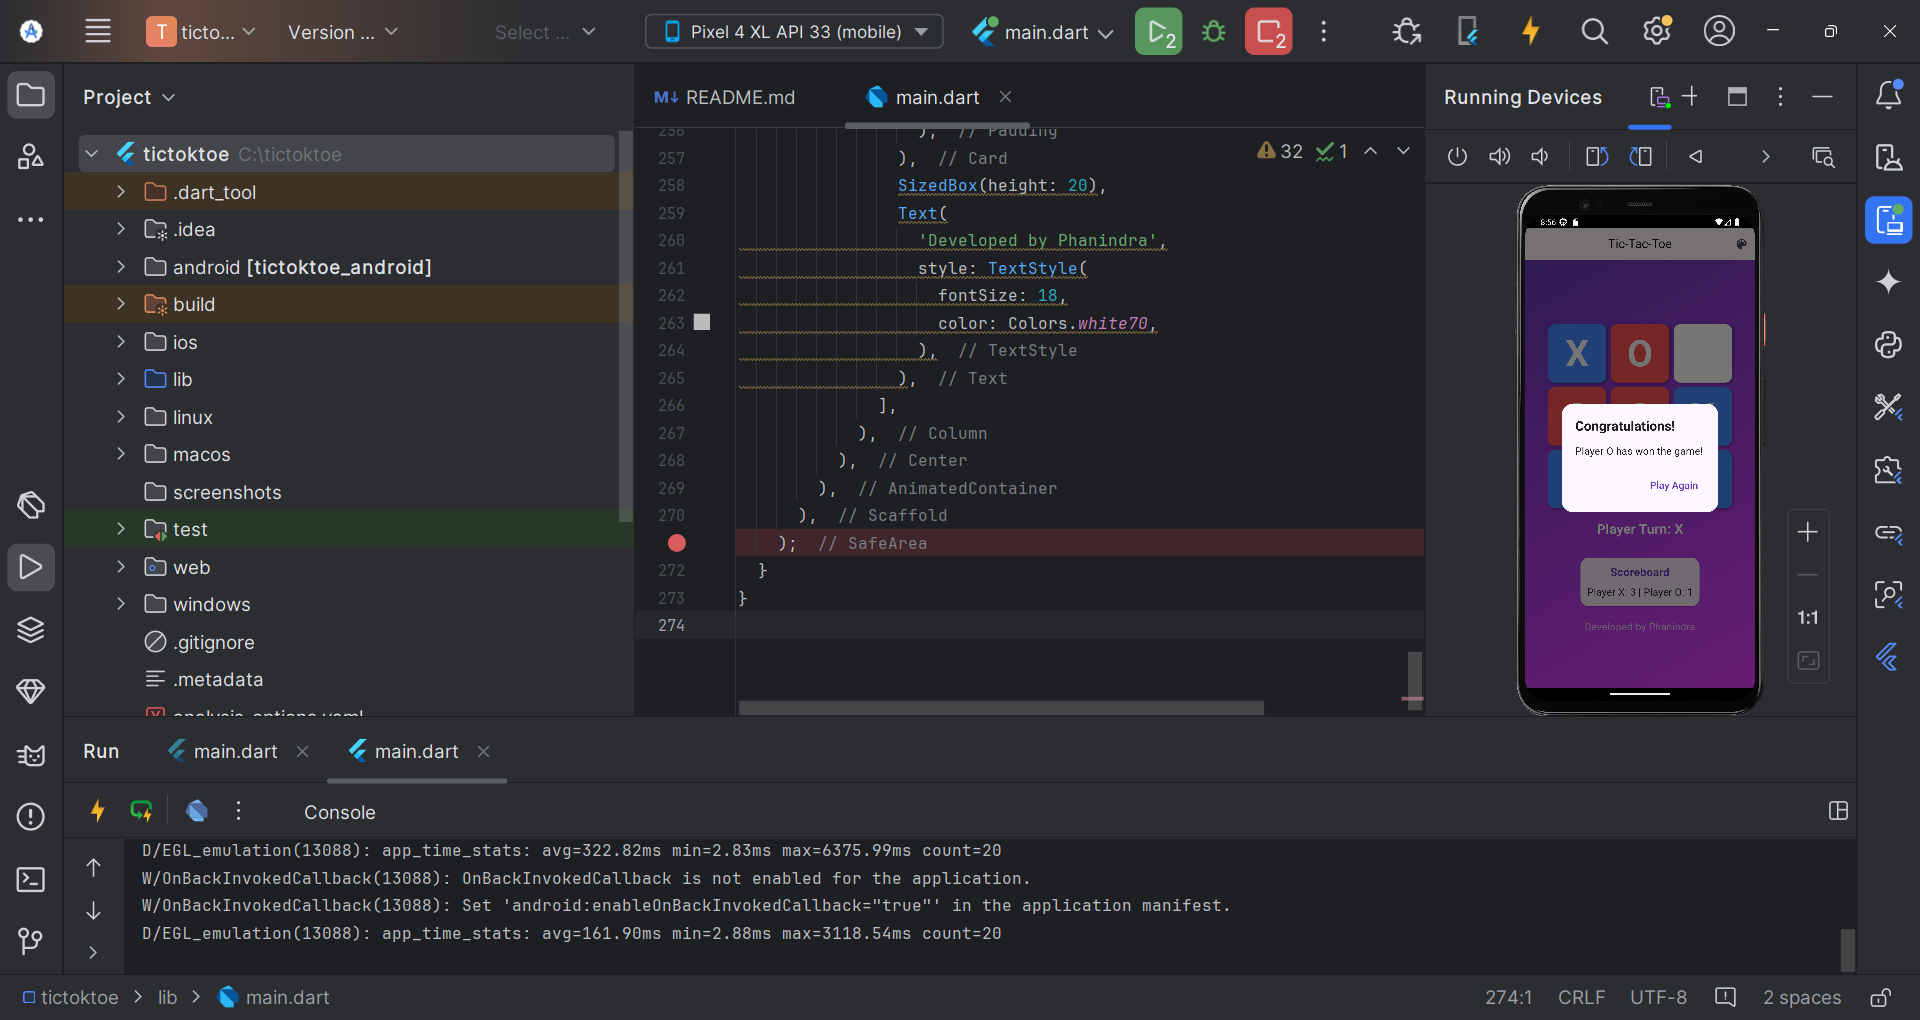 T ticto... Version ... Select ... Pixel 4 XL API 33 (mobile) main.dart 2 2
Project
tictoktoe C:\tictoktoe
.dart_tool
.idea
android [tictoktoe_android]
build
ios
lib
linux
macos
screenshots
test
web
windows
.gitignore
.metadata
README.md main.dart
32 1
256 ), // Padding
257 ), // Card
258 SizedBox(height: 20),
259 Text(
260 'Developed by Phanindra',
261 style: TextStyle(
262 fontSize: 18,
263 color: Colors.white70,
264 ), // TextStyle
265 ), // Text
266 ],
267 ), // Column
268 ), // Center
269 ), // AnimatedContainer
270 ), // Scaffold
); // SafeArea
272 }
273 }
274
Running Devices
8:56
Tic-Tac-Toe
X O
Congratulations!
Player O has won the game!
Play Again
Player Turn: X
Scoreboard
Player X: 3 | Player O: 1
Developed by Phanindra
1:1
Run main.dart main.dart
Console
D/EGL_emulation(13088): app_time_stats: avg=322.82ms min=2.83ms max=6375.99ms count=20
W/OnBackInvokedCallback(13088): OnBackInvokedCallback is not enabled for the application.
W/OnBackInvokedCallback(13088): Set 'android:enableOnBackInvokedCallback="true"' in the application manifest.
D/EGL_emulation(13088): app_time_stats: avg=161.90ms min=2.88ms max=3118.54ms count=20
tictoktoe > lib > main.dart
274:1 CRLF UTF-8 2 spaces